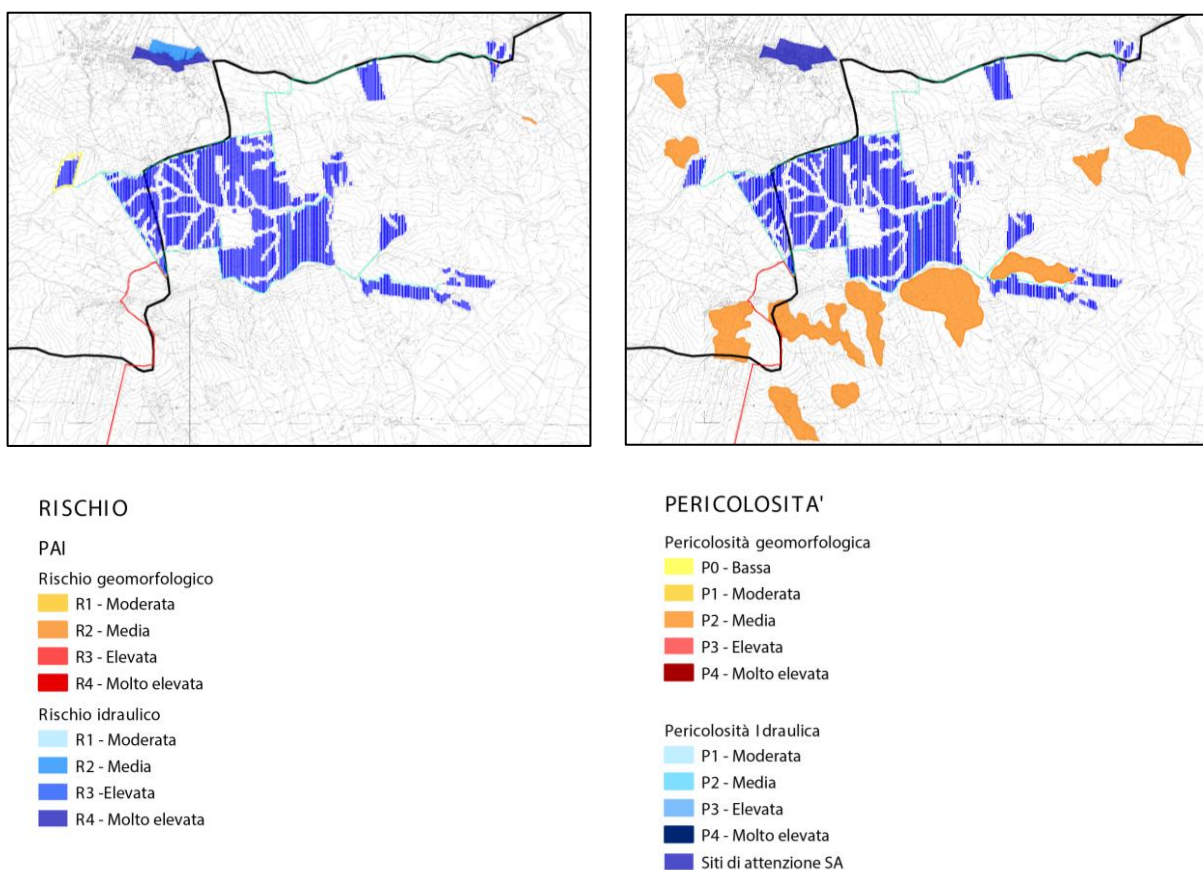 RISCHIO
PAI
Rischio geomorfologico
R1 - Moderata
R2 - Media
R3 - Elevata
R4 - Molto elevata
Rischio idraulico
R1 - Moderata
R2 - Media
R3 -Elevata
R4 - Molto elevata
PERICOLOSITA'
Pericolosità geomorfologica
P0 - Bassa
P1 - Moderata
P2 - Media
P3 - Elevata
P4 - Molto elevata
Pericolosità Idraulica
P1 - Moderata
P2 - Media
P3 - Elevata
P4 - Molto elevata
Siti di attenzione SA